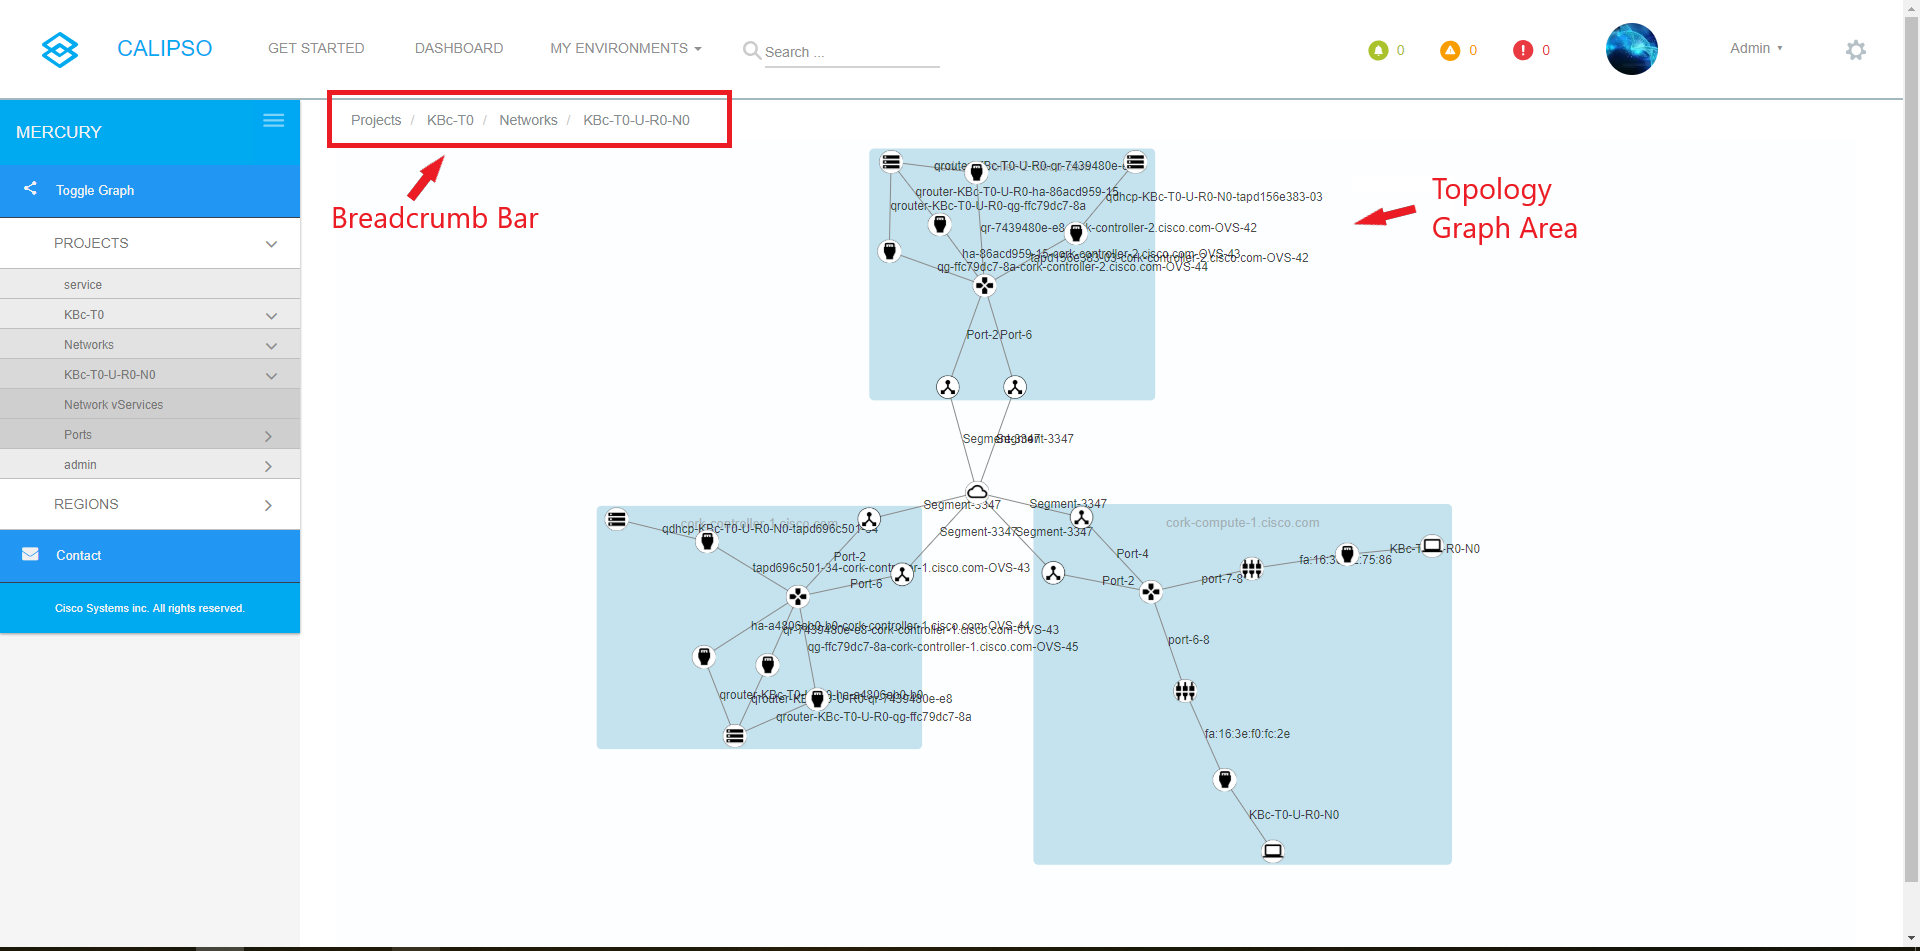 CALIPSO
GET STARTED
DASHBOARD
MY ENVIRONMENTS
Search ...
0
0
0
Admin
MERCURY
Toggle Graph
PROJECTS
service
KBc-T0
Networks
KBc-T0-U-R0-N0
Network vServices
Ports
admin
REGIONS
Contact
Cisco Systems inc. All rights reserved.
Projects / KBc-T0 / Networks / KBc-T0-U-R0-N0
Breadcrumb Bar
Topology
Graph Area
qrouter-KBc-T0-U-R0-qr-7439480e-
qrouter-KBc-T0-U-R0-ha-86acd959-15
qdhcp-KBc-T0-U-R0-N0-tapd156e383-03
qrouter-KBc-T0-U-R0-qg-ffc79dc7-8a
qr-7439480e-e8-cork-controller-2.cisco.com-OVS-42
ha-86acd959-15-cork-controller-2.cisco.com-OVS-43
tapd156e383-03-cork-controller-2.cisco.com-OVS-42
qg-ffc79dc7-8a-cork-controller-2.cisco.com-OVS-44
Port-2
Port-6
Segment-3347
Segment-3347
Segment-3347
Segment-3347
Segment-3347
Segment-3347
cork-controller-1.cisco.com
qdhcp-KBc-T0-U-R0-N0-tapd696c501-34
Port-2
tapd696c501-34-cork-controller-1.cisco.com-OVS-43
Port-6
ha-a4806eb0-b0-cork-controller-1.cisco.com-OVS-44
qr-7439480e-e8-cork-controller-1.cisco.com-OVS-43
qg-ffc79dc7-8a-cork-controller-1.cisco.com-OVS-45
qrouter-KBc-T0-U-R0-ha-a4806eb0-b0
qrouter-KBc-T0-U-R0-qr-7439480e-e8
qrouter-KBc-T0-U-R0-qg-ffc79dc7-8a
cork-compute-1.cisco.com
Port-4
Port-2
port-7-8
fa:16:3 :75:86
KBc-T R0-N0
port-6-8
fa:16:3e:f0:fc:2e
KBc-T0-U-R0-N0